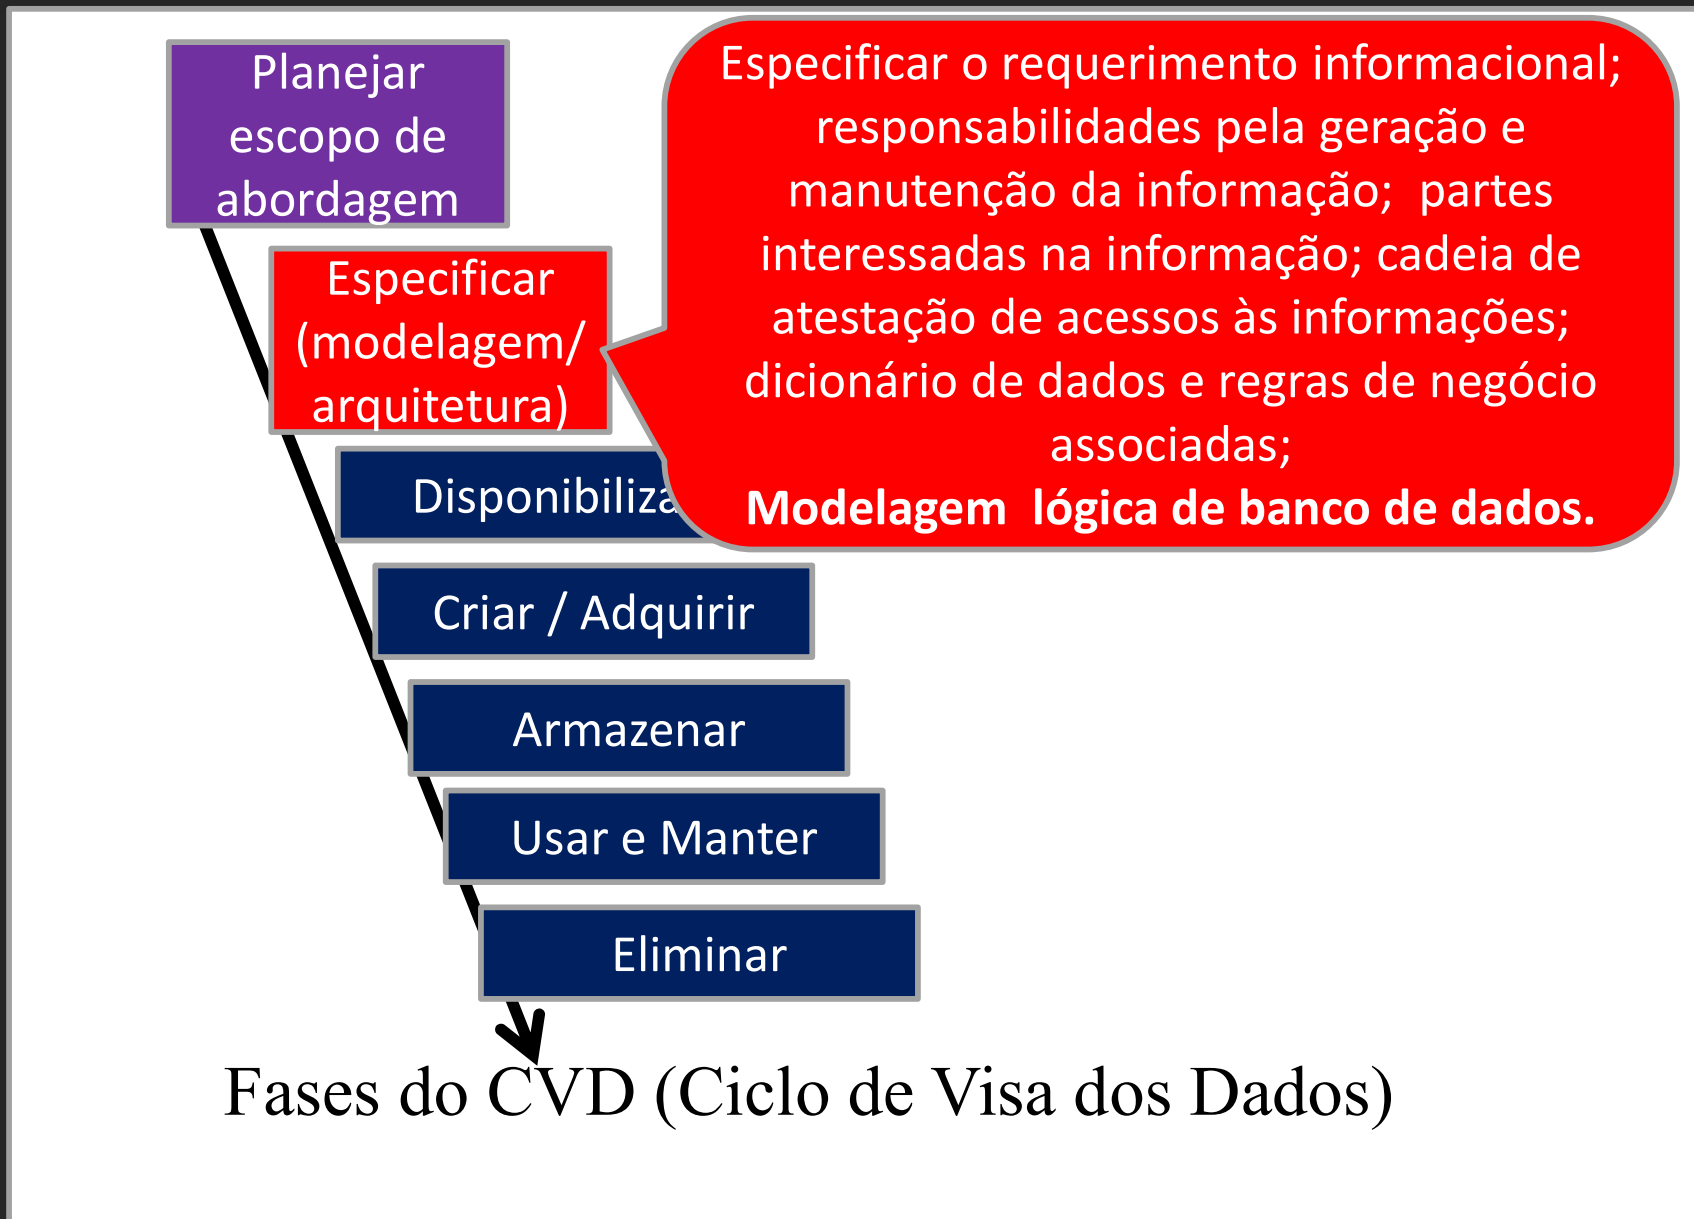 Planejar
escopo de
abordagem
Especificar
(modelagem/
arquitetura)
Especificar o requerimento informacional;
responsabilidades pela geração e
manutenção da informação; partes
interessadas na informação; cadeia de
atestação de acessos às informações;
dicionário de dados e regras de negócio
associadas;
Modelagem lógica de banco de dados.
Disponibiliza
Criar / Adquirir
Armazenar
Usar e Manter
Eliminar
Fases do CVD (Ciclo de Visa dos Dados)